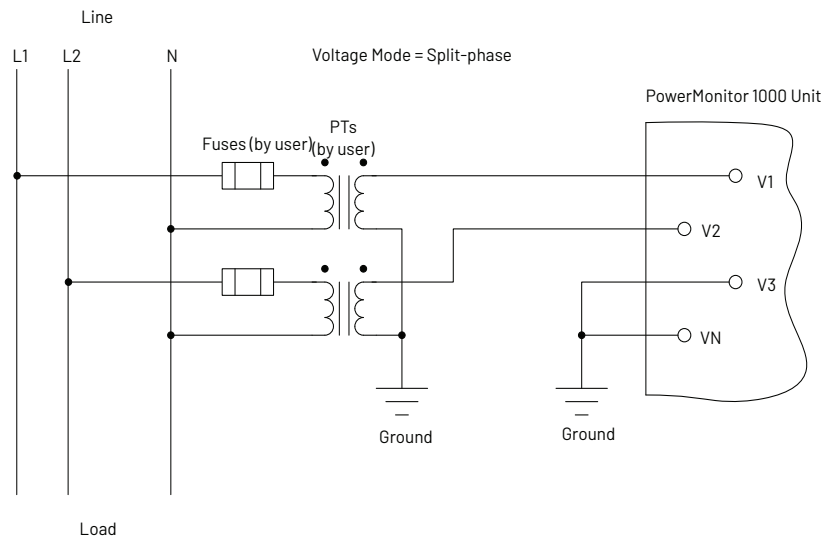 Line
L1 L2 N
Voltage Mode = Split-phase
PowerMonitor 1000 Unit
Fuses (by user)
PTs
(by user)
V1
V2
V3
VN
Ground
Ground
Load